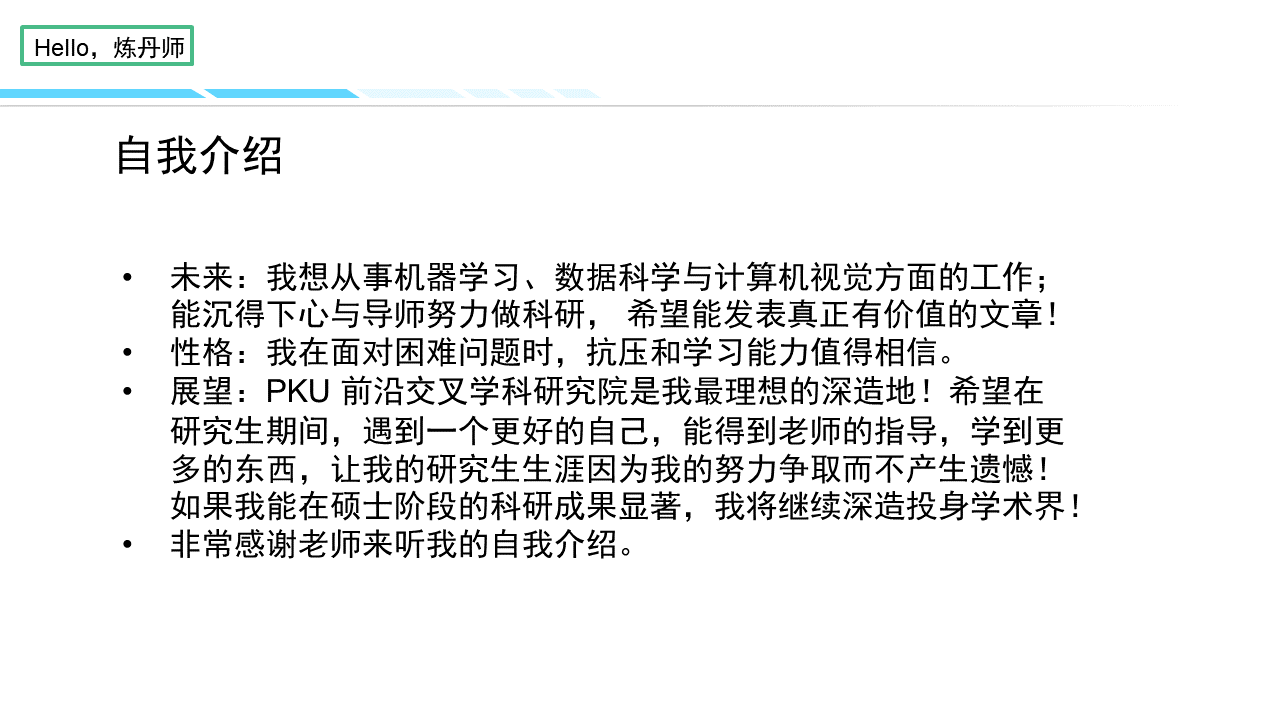 Hello，炼丹师
自我介绍
• 未来：我想从事机器学习、数据科学与计算机视觉方面的工作；
能沉得下心与导师努力做科研， 希望能发表真正有价值的文章！
• 性格：我在面对困难问题时，抗压和学习能力值得相信。
• 展望：PKU 前沿交叉学科研究院是我最理想的深造地！希望在
研究生期间，遇到一个更好的自己，能得到老师的指导，学到更
多的东西，让我的研究生生涯因为我的努力争取而不产生遗憾！
如果我能在硕士阶段的科研成果显著，我将继续深造投身学术界！
• 非常感谢老师来听我的自我介绍。